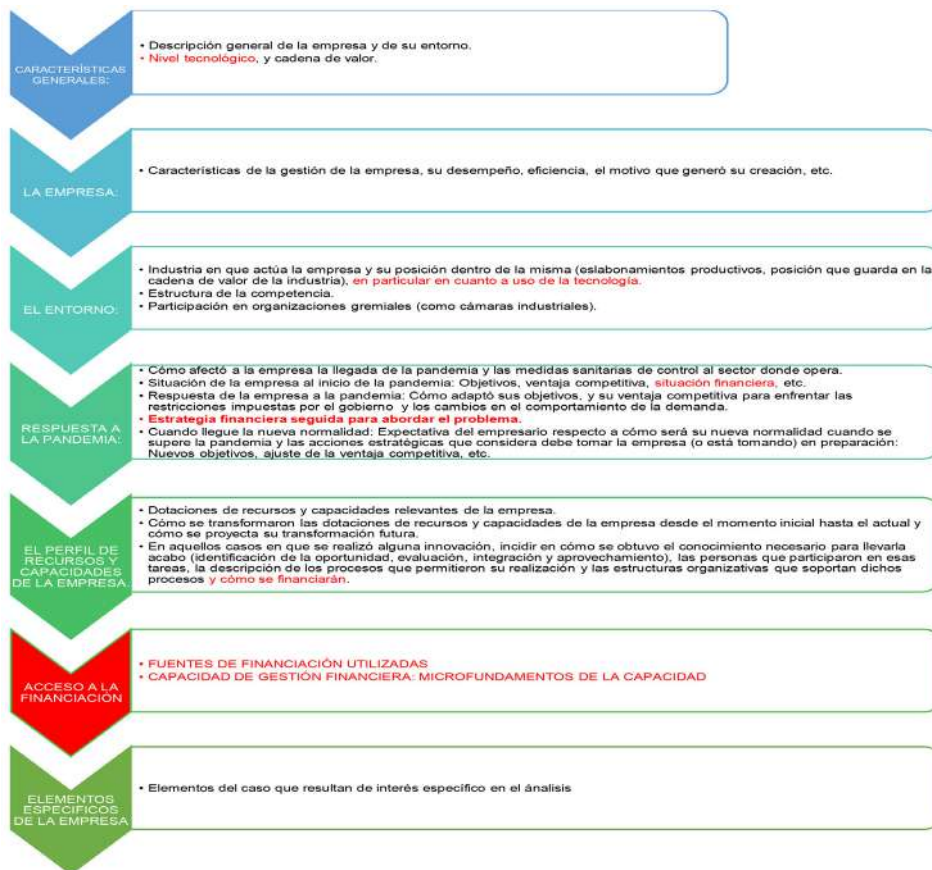 CARACTERÍSTICAS
GENERALES:
• Descripción general de la empresa y de su entorno.
• Nivel tecnológico, y cadena de valor.
LA EMPRESA:
• Características de la gestión de la empresa, su desempeño, eficiencia, el motivo que generó su creación, etc.
EL ENTORNO:
• Industria en que actúa la empresa y su posición dentro de la misma (eslabonamientos productivos, posición que guarda en la
cadena de valor de la industria), en particular en cuanto a uso de la tecnología.
• Estructura de la competencia.
• Participación en organizaciones gremiales (como cámaras industriales).
RESPUESTA A
LA PANDEMIA:
• Cómo afectó a la empresa la llegada de la pandemia y las medidas sanitarias de control al sector donde opera.
• Situación de la empresa al inicio de la pandemia: Objetivos, ventaja competitiva, situación financiera, etc.
• Respuesta de la empresa a la pandemia: Cómo adaptó sus objetivos, y su ventaja competitiva para enfrentar las
restricciones impuestas por el gobierno y los cambios en el comportamiento de la demanda.
• Estrategia financiera seguida para abordar el problema.
• Cuando llegue la nueva normalidad: Expectativa del empresario respecto a cómo será su nueva normalidad cuando se
supere la pandemia y las acciones estratégicas que considera debe tomar la empresa (o está tomando) en preparación:
Nuevos objetivos, ajuste de la ventaja competitiva, etc.
EL PERFIL DE
RECURSOS Y
CAPACIDADES
DE LA EMPRESA:
• Dotaciones de recursos y capacidades relevantes de la empresa.
• Cómo se transformaron las dotaciones de recursos y capacidades de la empresa desde el momento inicial hasta el actual y
cómo se proyecta su transformación futura.
• En aquellos casos en que se realizó alguna innovación, incidir en cómo se obtuvo el conocimiento necesario para llevarla
acabo (identificación de la oportunidad, evaluación, integración y aprovechamiento), las personas que participaron en esas
tareas, la descripción de los procesos que permitieron su realización y las estructuras organizativas que soportan dichos
procesos y cómo se financiarán.
ACCESO A LA
FINANCIACIÓN
• FUENTES DE FINANCIACIÓN UTILIZADAS
• CAPACIDAD DE GESTIÓN FINANCIERA: MICROFUNDAMENTOS DE LA CAPACIDAD
ELEMENTOS
ESPECIFICOS
DE LA EMPRESA
• Elementos del caso que resultan de interés específico en el ánalisis